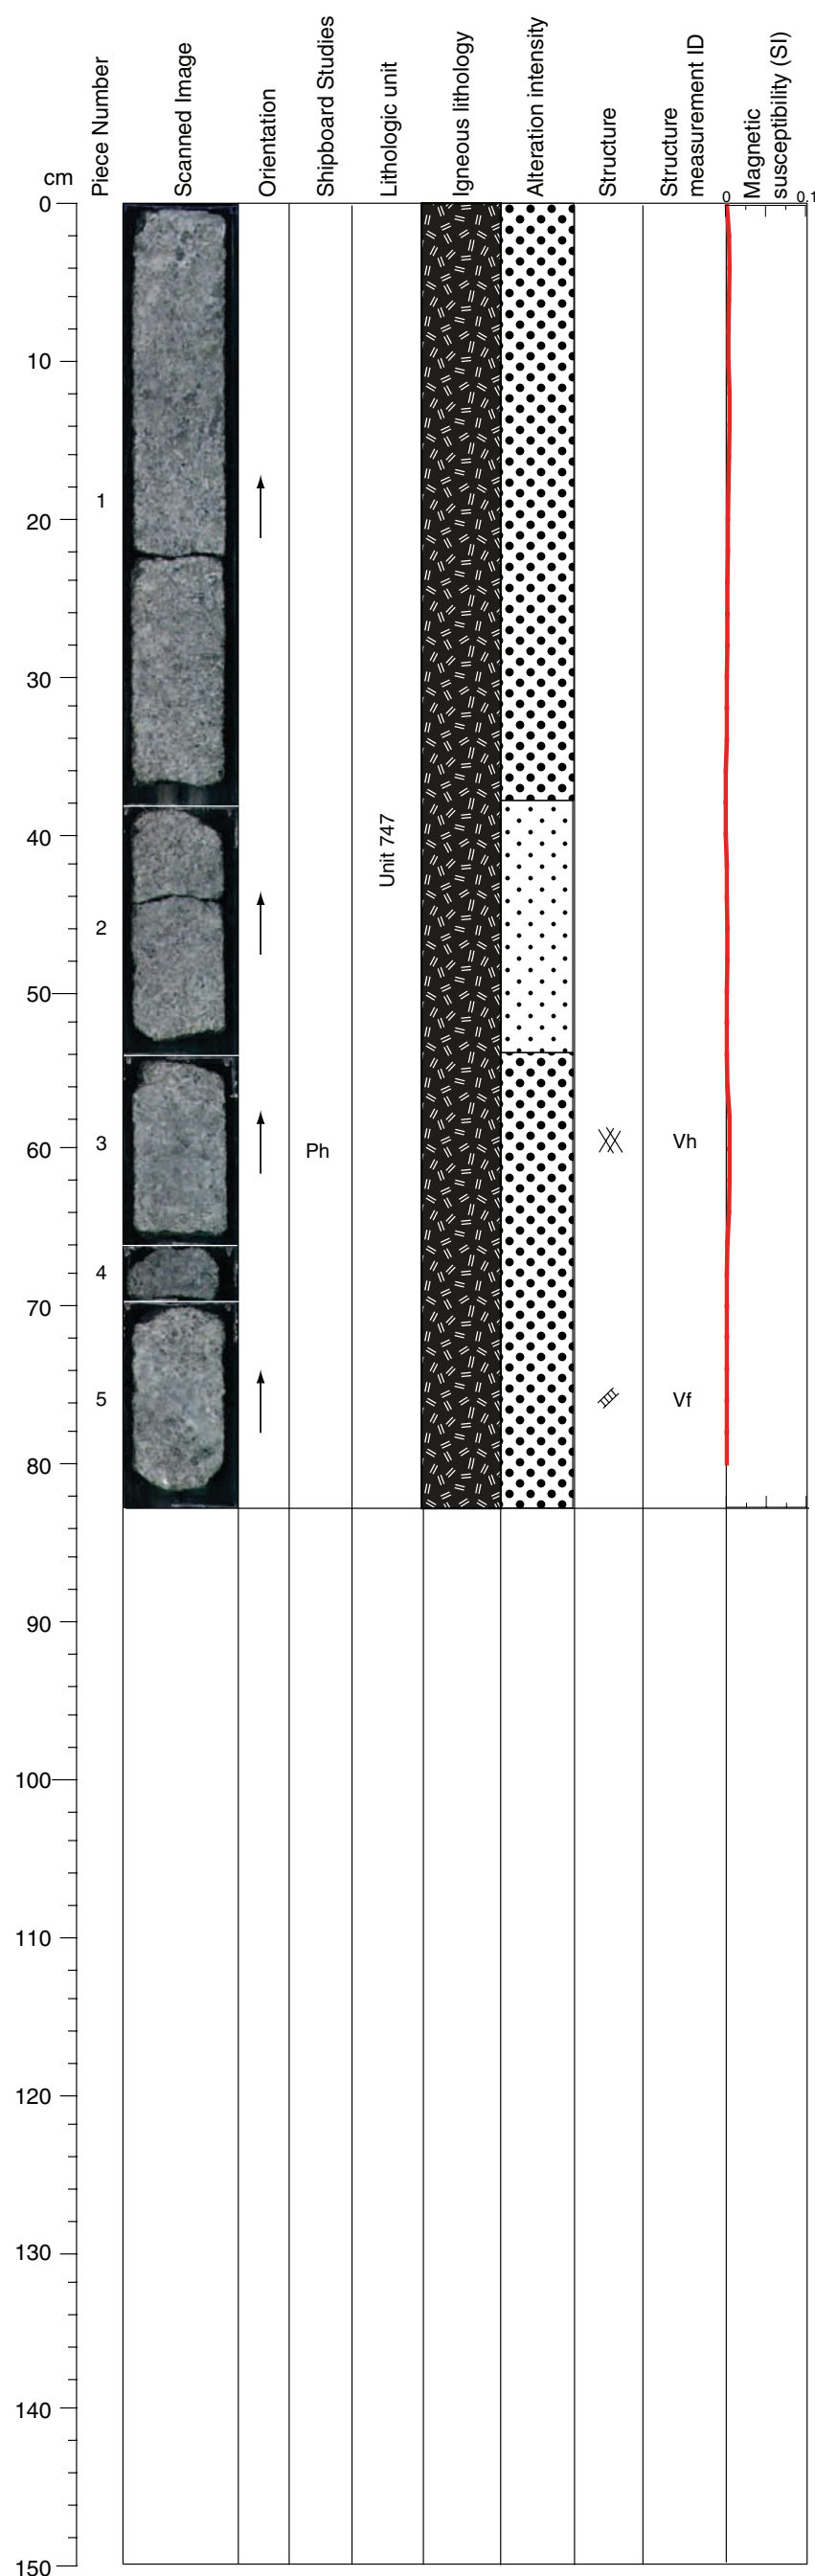 cm
Piece Number
Scanned Image
Orientation
Shipboard Studies
Lithologic unit
Igneous lithology
Alteration intensity
Structure
Structure
measurement ID
Magnetic
susceptibility (SI)
0 0.1
0
10
1
20
30
40
Unit 747
2
50
3
60
Ph
Vh
4
70
5
Vf
80
90
100
110
120
130
140
150